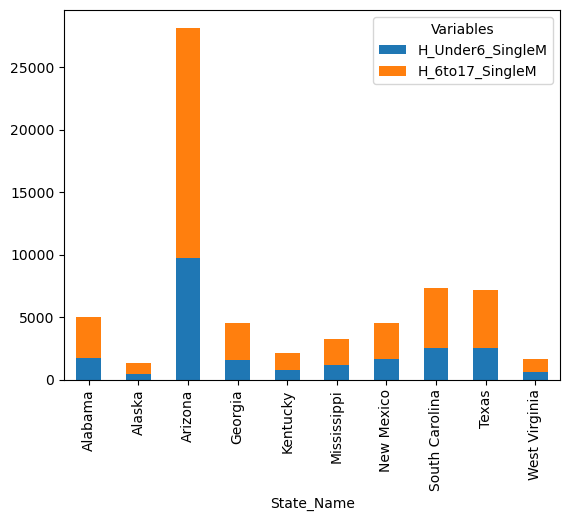 Variables
H_Under6_SingleM
H_6to17_SingleM
25000
20000
15000
10000
5000
0
Alabama
Alaska
Arizona
Georgia
Kentucky
Mississippi
New Mexico
South Carolina
Texas
West Virginia
State_Name